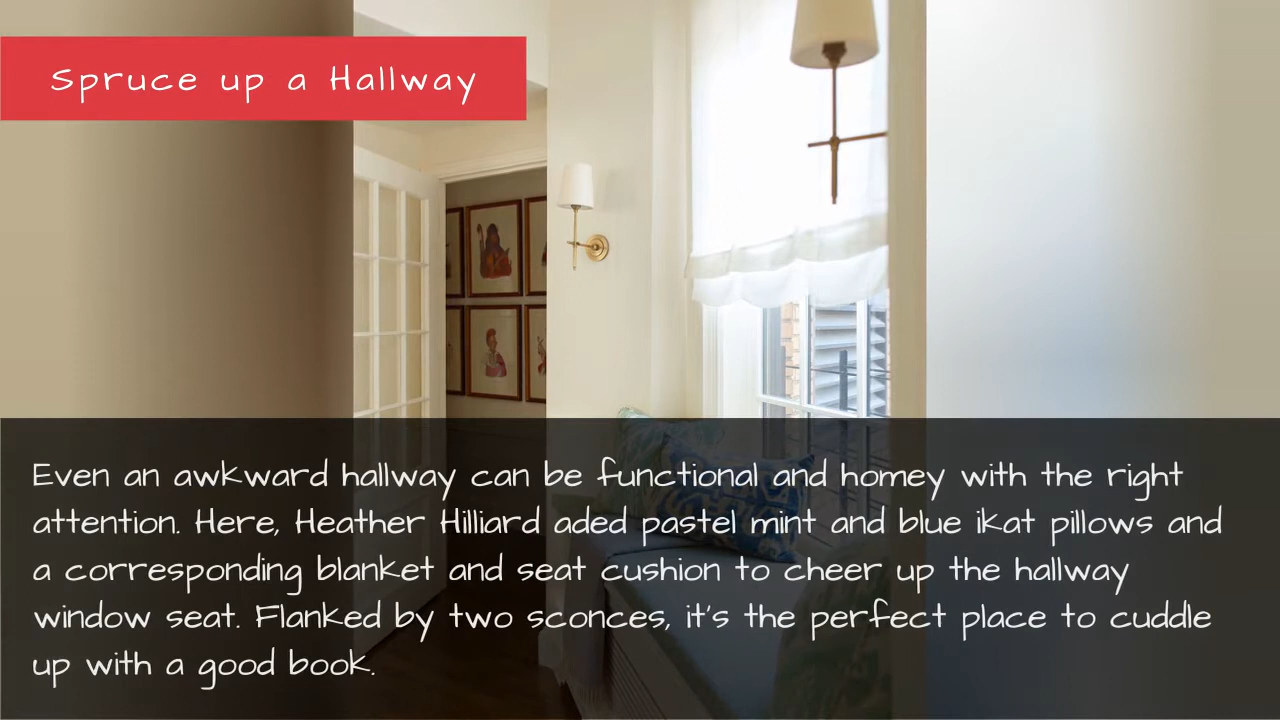 Spruce up a Hallway
Even an awkward hallway can be functional and homey with the right
attention. Here, Heather Hilliard aded pastel mint and blue ikat pillows and
a corresponding blanket and seat cushion to cheer up the hallway
window seat. Flanked by two sconces, it's the perfect place to cuddle
up with a good book.